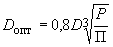 Dопт = 0,8D∛(P/П)